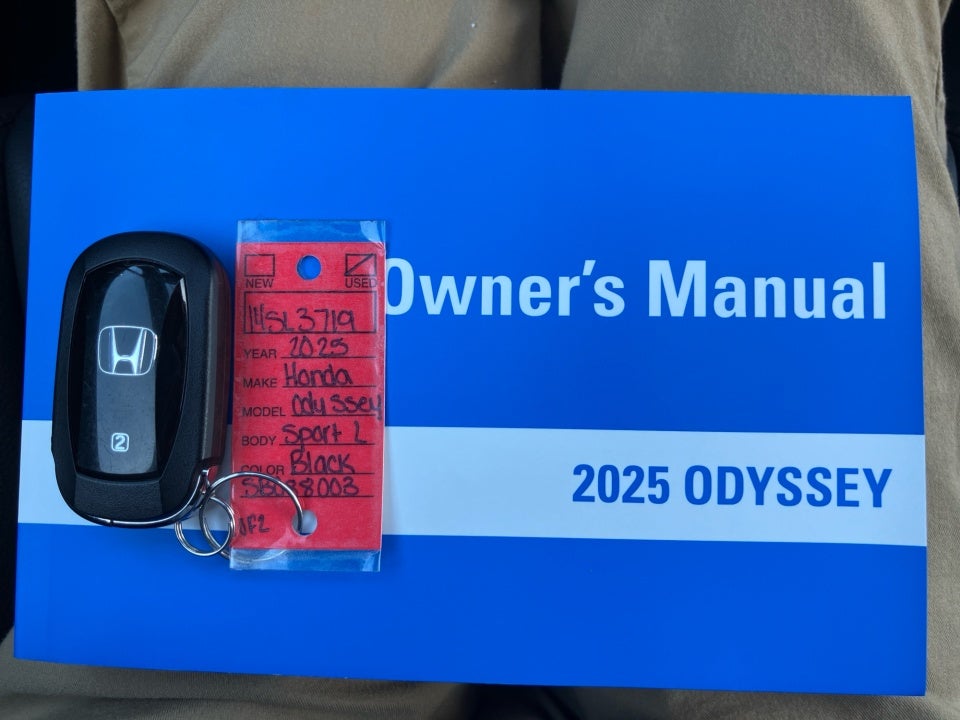 Owner's Manual
2025 ODYSSEY
NEW USED
14SL3719
YEAR 2025
MAKE Honda
MODEL Odyssey
BODY Sport L
COLOR Black
SB038003
2